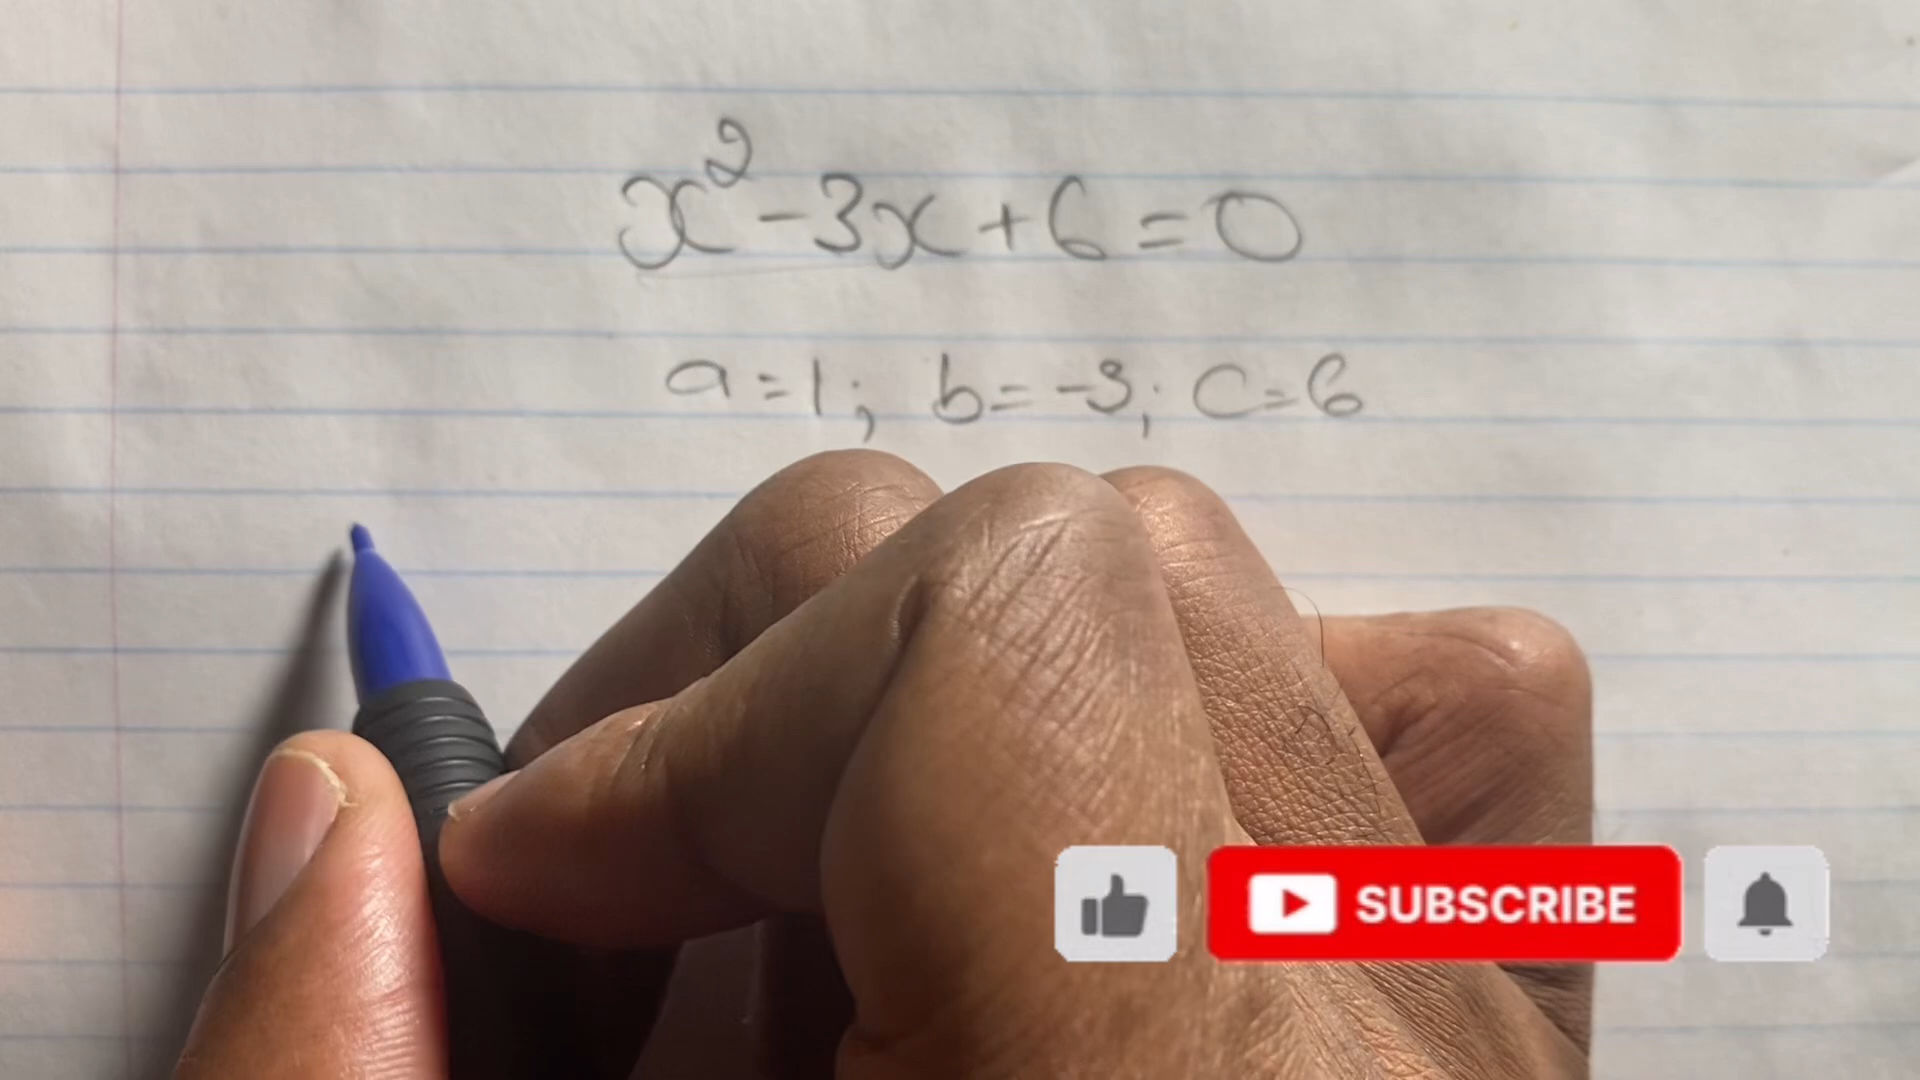 x² - 3x + 6 = 0
a = 1; b = -3; c = 6
SUBSCRIBE